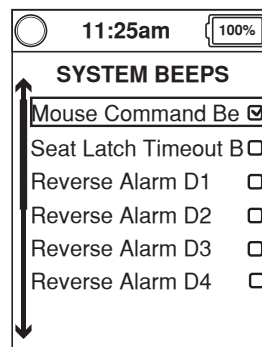 11:25am 100%
SYSTEM BEEPS
Mouse Command Be
Seat Latch Timeout B
Reverse Alarm D1
Reverse Alarm D2
Reverse Alarm D3
Reverse Alarm D4